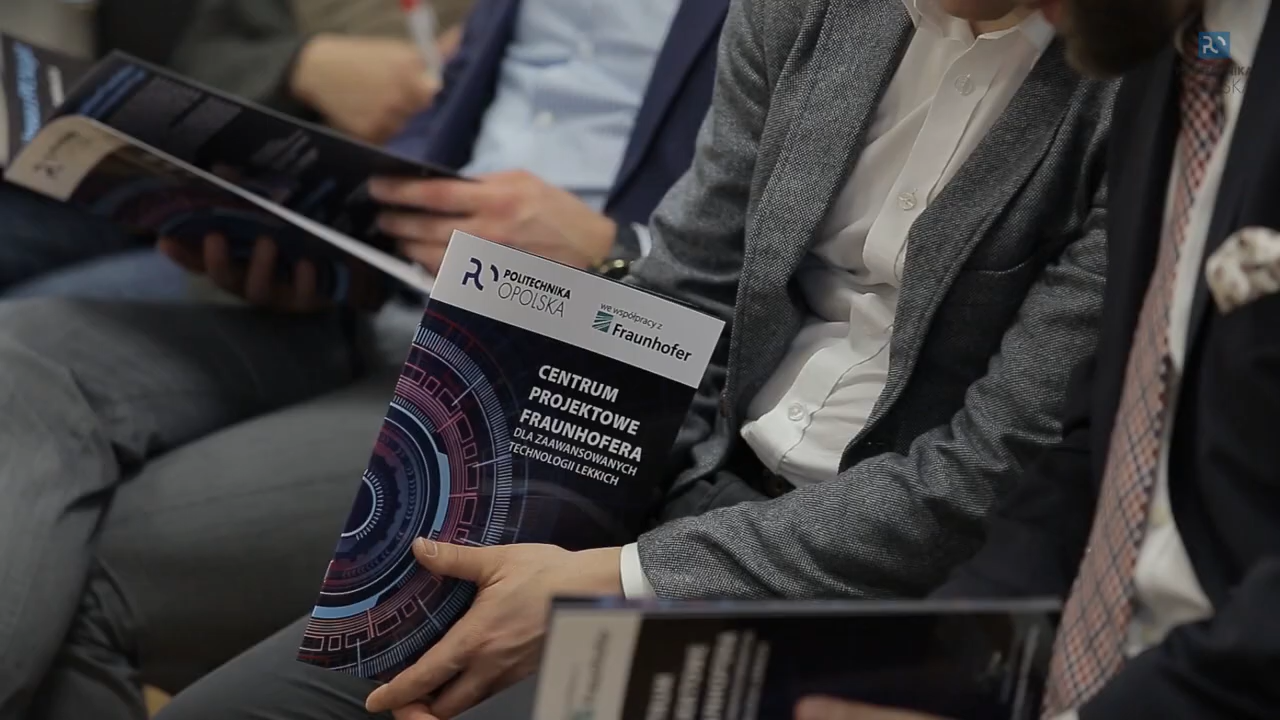 POLITECHNIKA
OPOLSKA
we współpracy z
Fraunhofer
CENTRUM
PROJEKTOWE
FRAUNHOFERA
DLA ZAAWANSOWANYCH
TECHNOLOGII LEKKICH